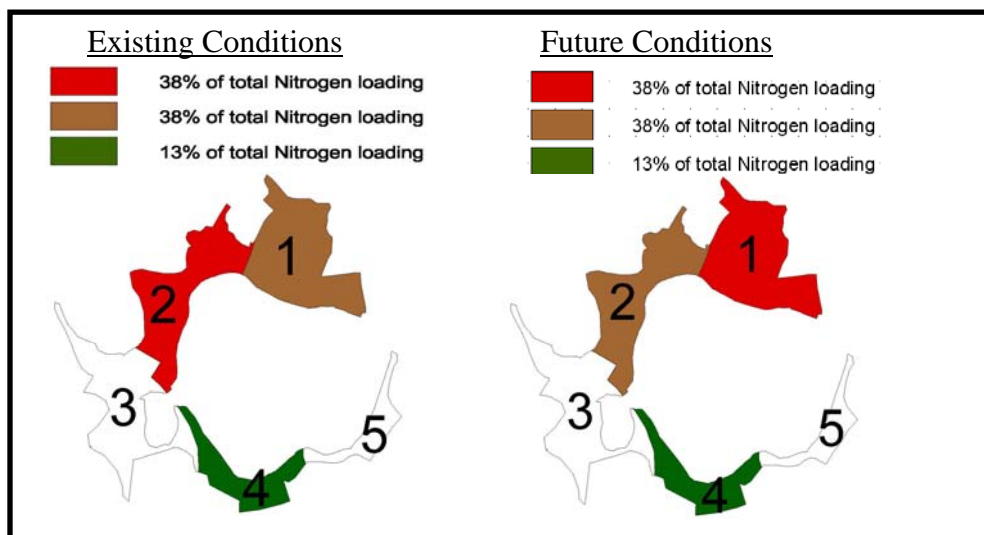 Existing Conditions
38% of total Nitrogen loading
38% of total Nitrogen loading
13% of total Nitrogen loading
1
2
3
4
5
Future Conditions
38% of total Nitrogen loading
38% of total Nitrogen loading
13% of total Nitrogen loading
1
2
3
4
5